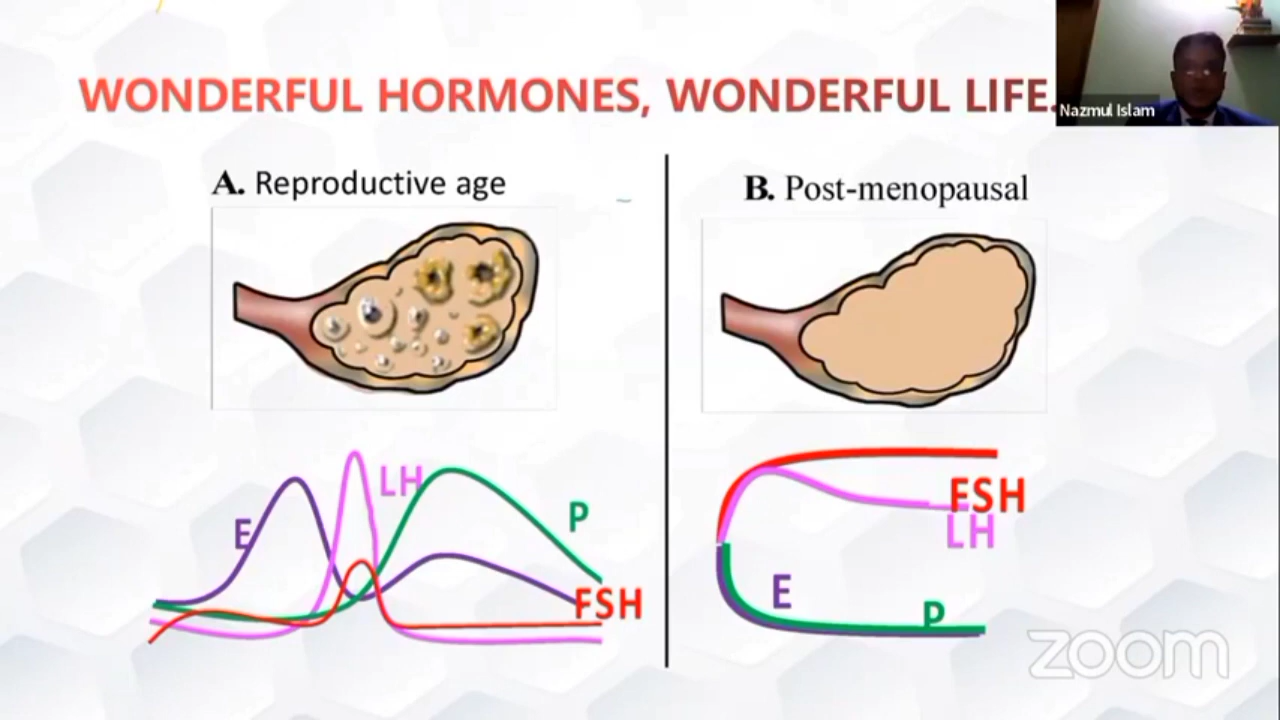 WONDERFUL HORMONES, WONDERFUL LIFE.
Nazmul Islam
A. Reproductive age
B. Post-menopausal
E
LH
P
FSH
FSH
LH
E
P
zoom